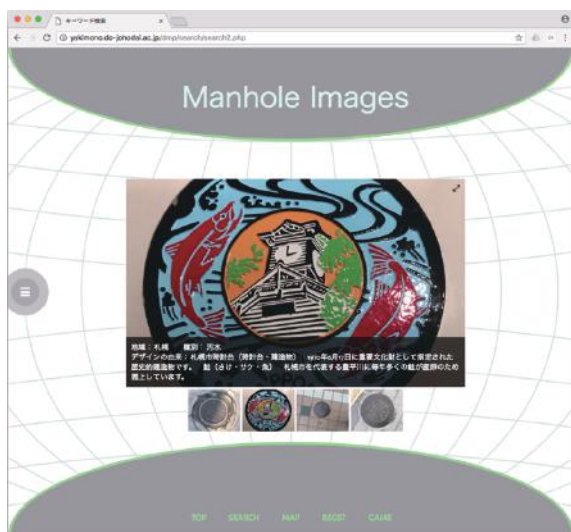 キーワード検索
yakimono.do-johodai.ac.jp/dmp/search/search2.php
Manhole Images
地域：札幌 種別：汚水
デザインの由来：札幌市時計台（時計台・建造物） 1970年6月17日に重要文化財として指定された
歴史的建造物です。 鮭（さけ・サケ・魚） 札幌市を代表する豊平川に毎年多くの鮭が産卵のため
遡上しています。
TOP SEARCH MAP REGIST GAME